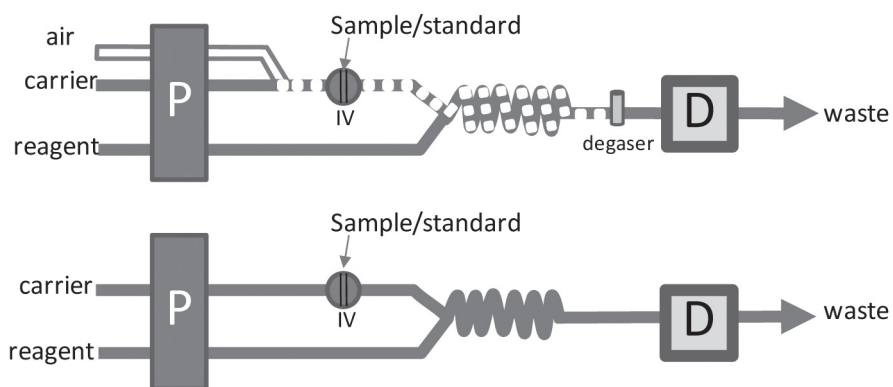 Sample/standard
air
carrier
P
IV
D
waste
reagent
degaser
Sample/standard
carrier
P
IV
D
waste
reagent